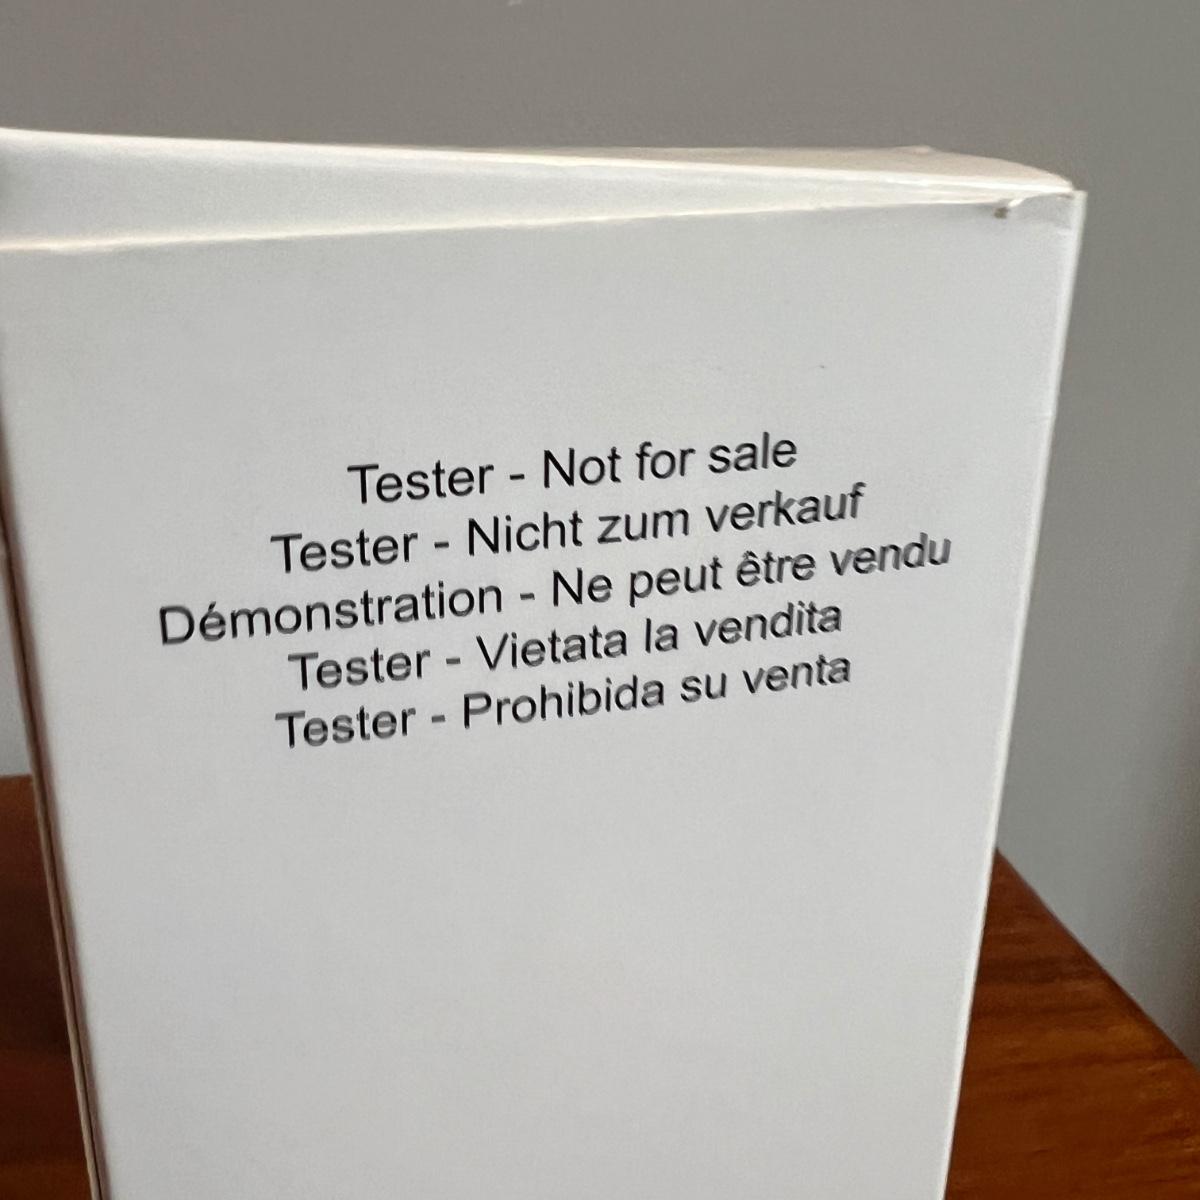 Tester - Not for sale
Tester - Nicht zum verkauf
Démonstration - Ne peut être vendu
Tester - Vietata la vendita
Tester - Prohibida su venta